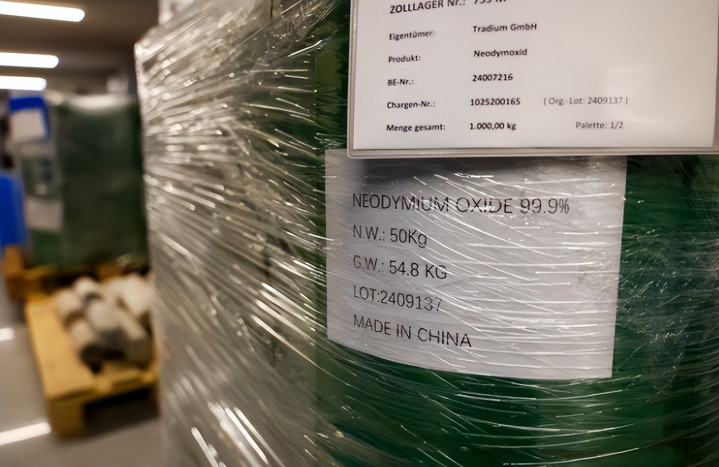 ZOLLLAGER Nr.:
Eigentümer: Tradium GmbH
Produkt: Neodymoxid
BE-Nr.: 24007216
Chargen-Nr.: 1025200165 ( Org.-Lot: 2409137 )
Menge gesamt: 1.000,00 kg Palette: 1/2
NEODYMIUM OXIDE 99.9%
N.W.: 50Kg
G.W.: 54.8 KG
LOT:2409137
MADE IN CHINA